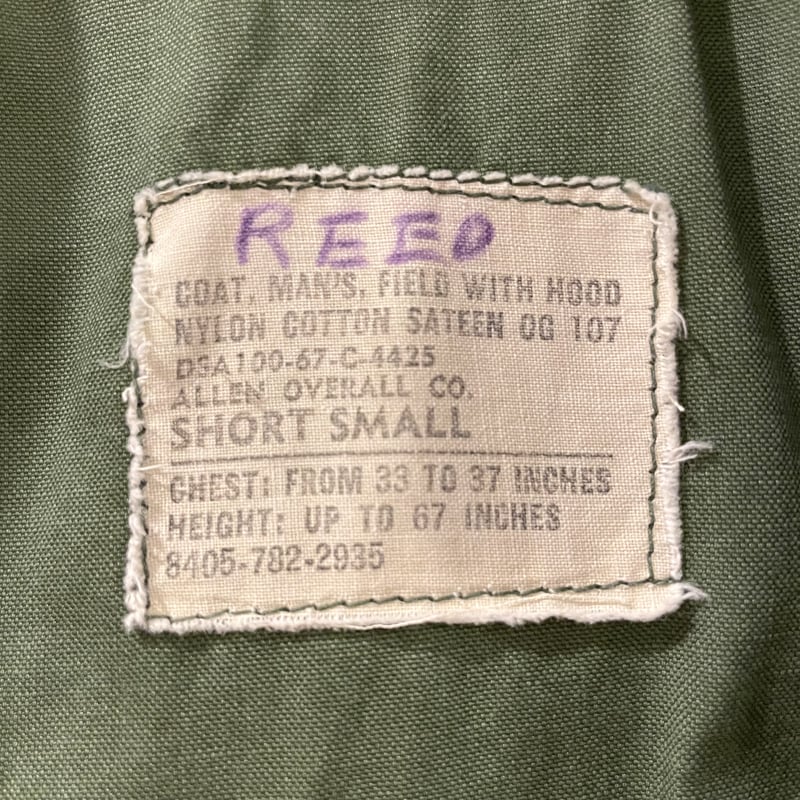 REED
COAT, MAN'S, FIELD WITH HOOD
NYLON COTTON SATEEN OG 107
DSA100-67-C-4425
ALLEN OVERALL CO.
SHORT SMALL
CHEST: FROM 33 TO 37 INCHES
HEIGHT: UP TO 67 INCHES
8405-782-2935